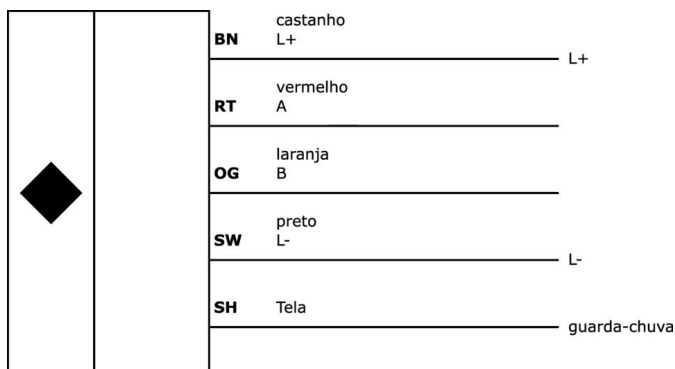 castanho
BN L+
L+
vermelho
RT A
laranja
OG B
preto
SW L-
L-
SH Tela
guarda-chuva